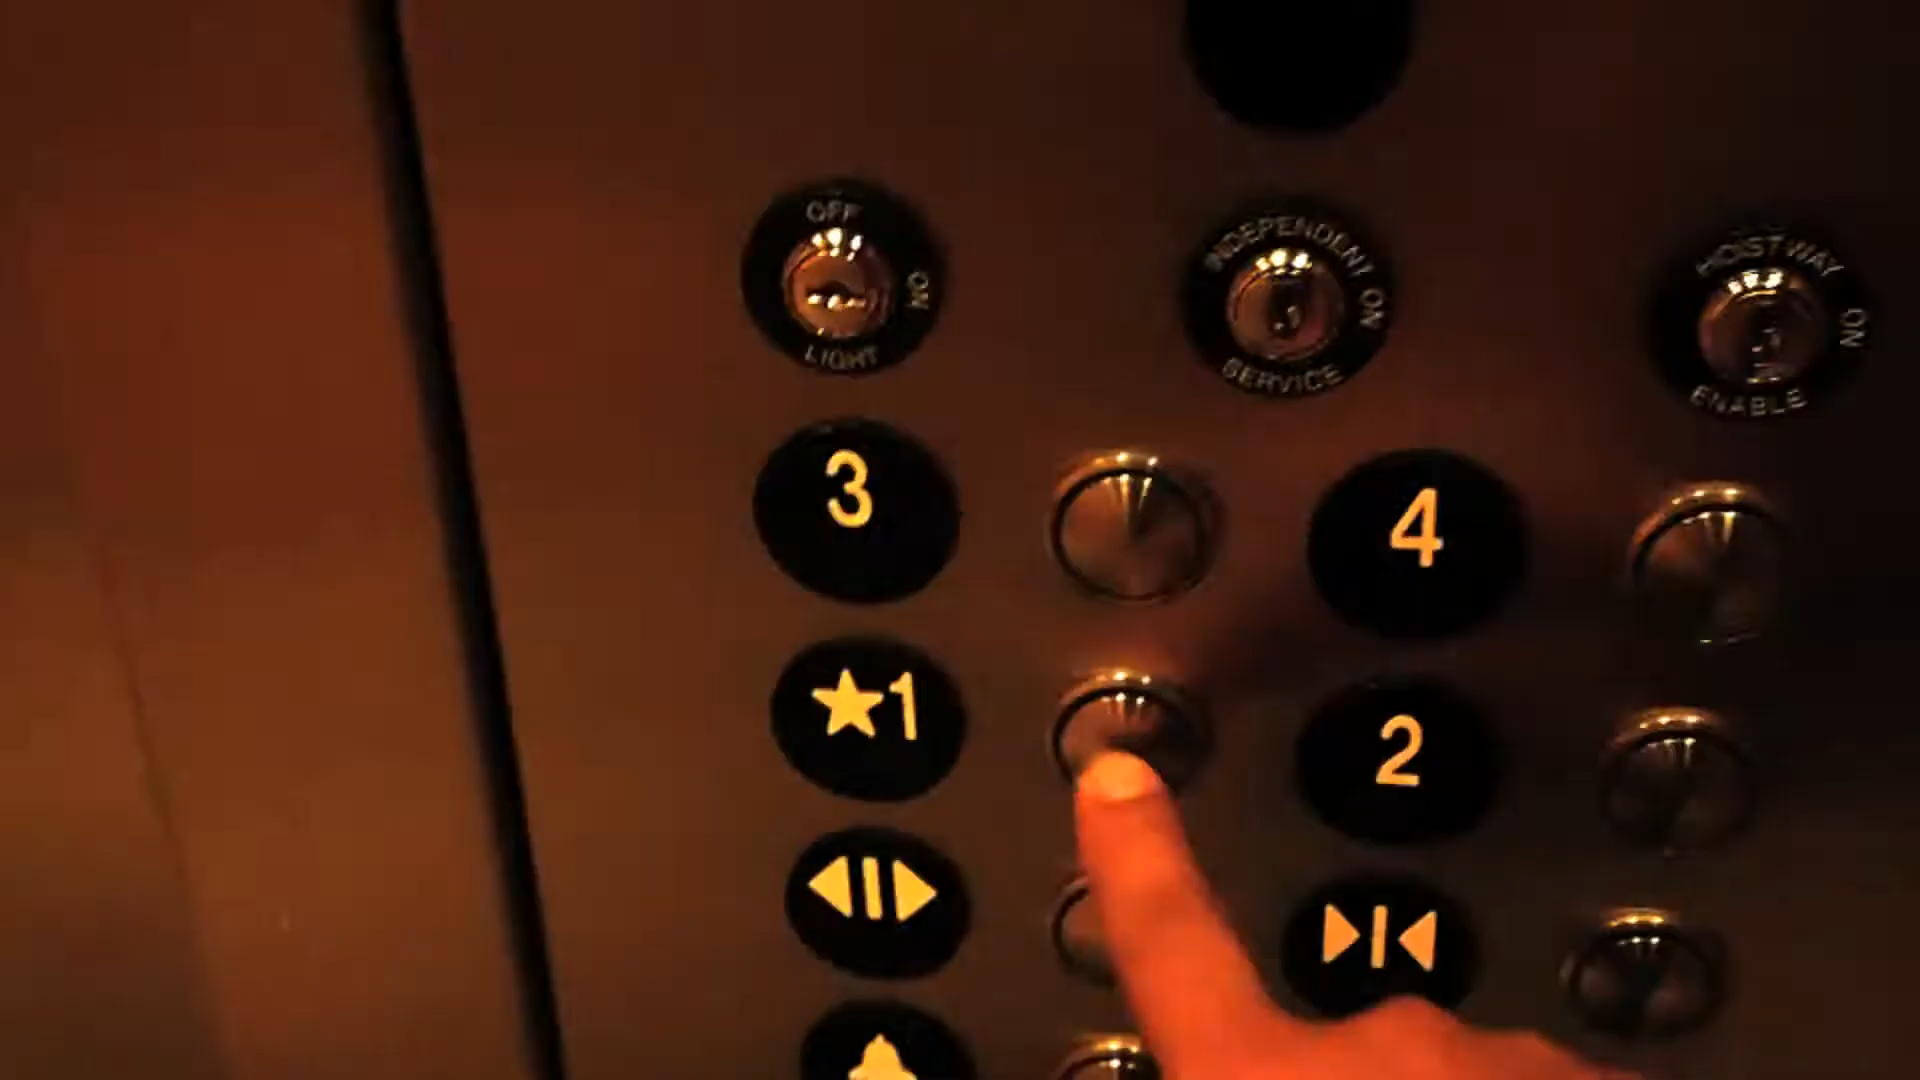 OFF
ON
LIGHT
INDEPENDENT
ON
SERVICE
HOISTWAY
ON
ENABLE
3
4
★1
2